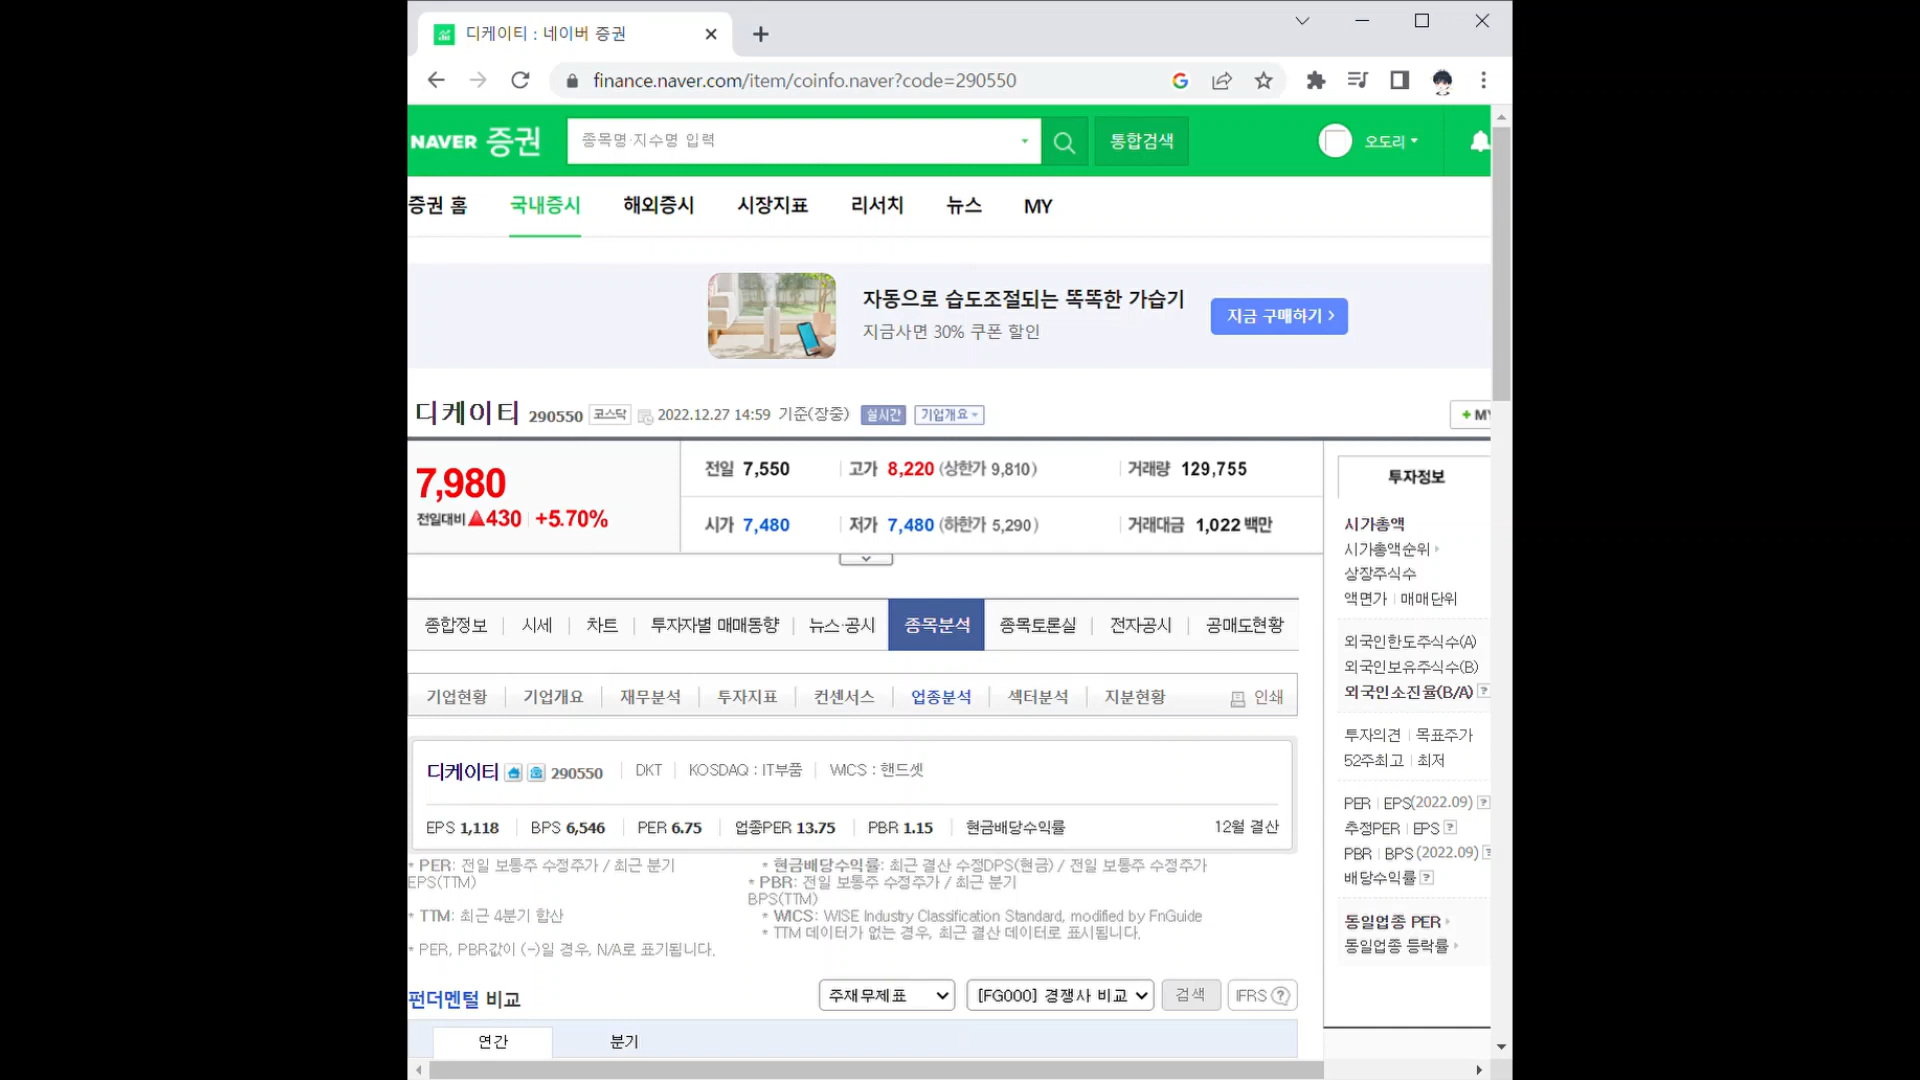 디케이티 : 네이버 증권
finance.naver.com/item/coinfo.naver?code=290550
NAVER 증권
종목명·지수명 입력
통합검색
오도리
증권 홈 국내증시 해외증시 시장지표 리서치 뉴스 MY
자동으로 습도조절되는 똑똑한 가습기
지금사면 30% 쿠폰 할인
지금 구매하기 >
디케이티 290550 코스닥 2022.12.27 14:59 기준(장중) 실시간 기업개요
+ MY
7,980
전일대비 ▲430 +5.70%
전일 7,550 고가 8,220 (상한가 9,810) 거래량 129,755
시가 7,480 저가 7,480 (하한가 5,290) 거래대금 1,022 백만
종합정보 시세 차트 투자자별 매매동향 뉴스·공시 종목분석 종목토론실 전자공시 공매도현황
기업현황 기업개요 재무분석 투자지표 컨센서스 업종분석 섹터분석 지분현황 인쇄
디케이티 290550 DKT KOSDAQ : IT부품 WICS : 핸드셋
EPS 1,118 BPS 6,546 PER 6.75 업종PER 13.75 PBR 1.15 현금배당수익률 12월 결산
* PER: 전일 보통주 수정주가 / 최근 분기
EPS(TTM)
* TTM: 최근 4분기 합산
* PER, PBR값이 (-)일 경우, N/A로 표기됩니다.
* 현금배당수익률: 최근 결산 수정DPS(현금) / 전일 보통주 수정주가
* PBR: 전일 보통주 수정주가 / 최근 분기
BPS(TTM)
* WICS: WISE Industry Classification Standard, modified by FnGuide
* TTM 데이터가 없는 경우, 최근 결산 데이터로 표시됩니다.
펀더멘털 비교
주재무제표 [FG000] 경쟁사 비교 검색 IFRS ?
연간 분기
투자정보
시가총액
시가총액순위
상장주식수
액면가 매매단위
외국인한도주식수(A)
외국인보유주식수(B)
외국인소진율(B/A) ?
투자의견 목표주가
52주최고 최저
PER EPS(2022.09) ?
추정PER EPS ?
PBR BPS (2022.09) ?
배당수익률 ?
동일업종 PER
동일업종 등락률